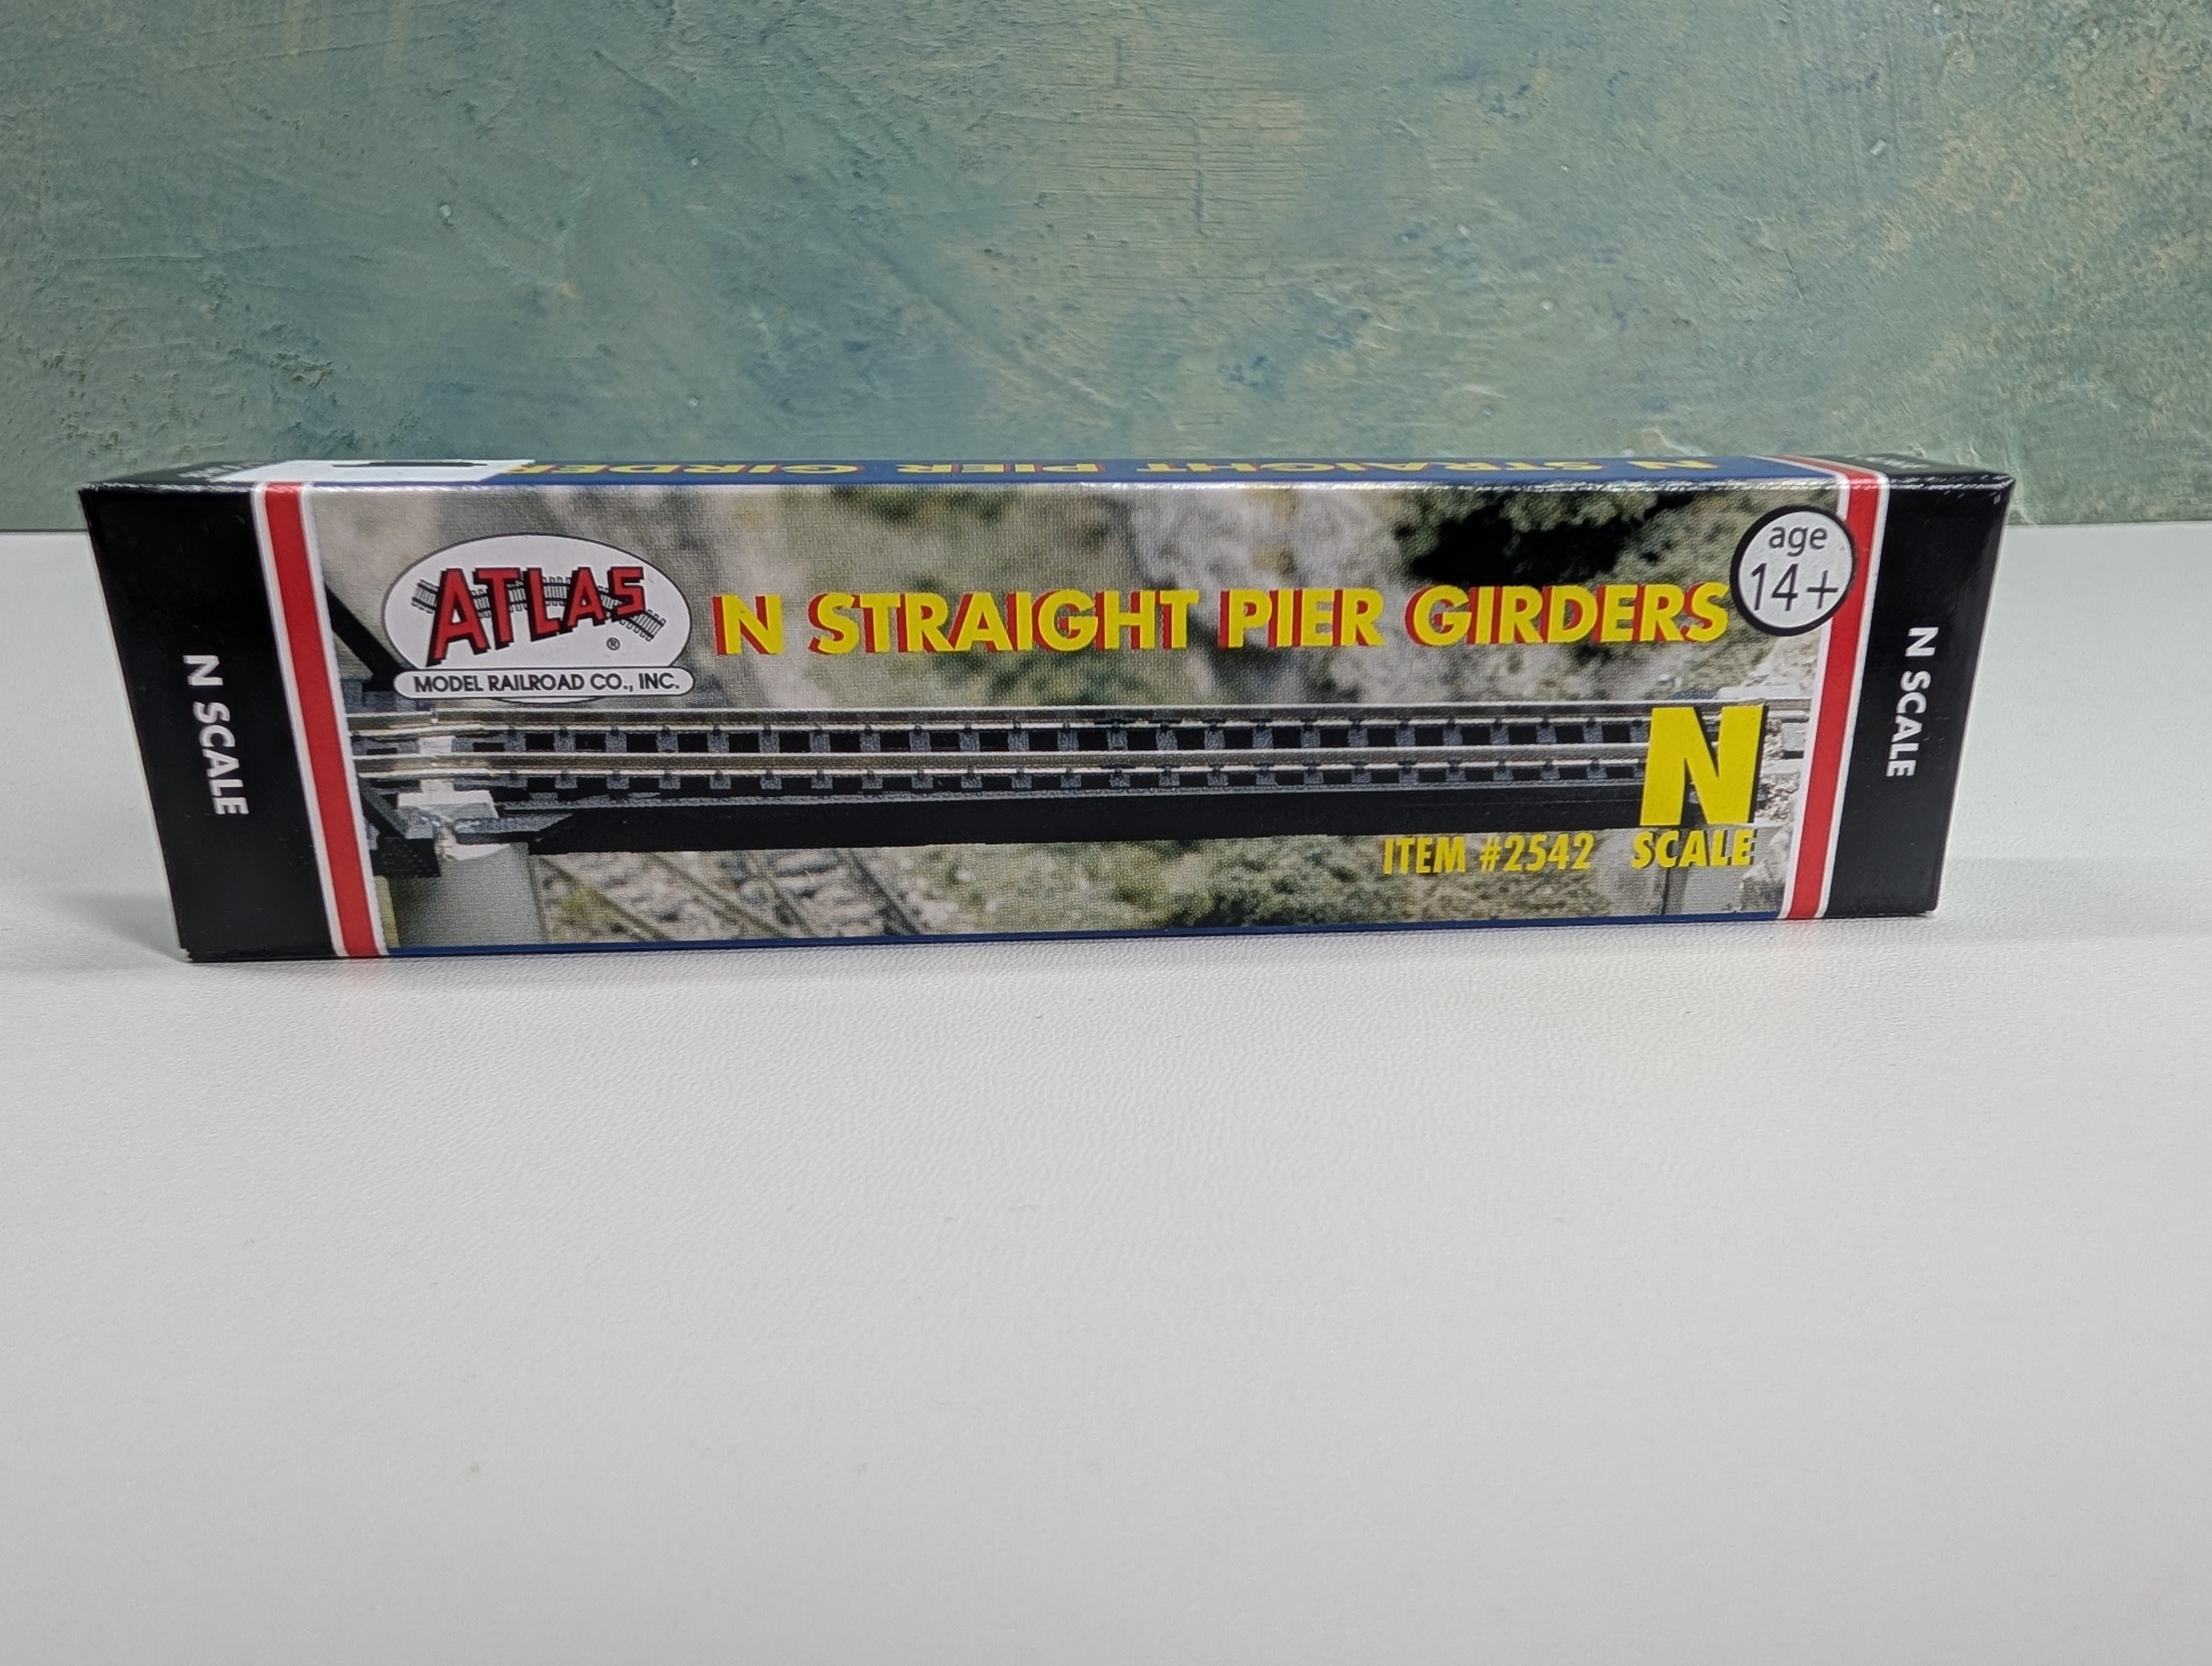 N STRAIGHT PIER GIRDERS
ATLAS
®
MODEL RAILROAD CO., INC.
N STRAIGHT PIER GIRDERS
age
14+
N
SCALE
ITEM #2542
N SCALE
N SCALE